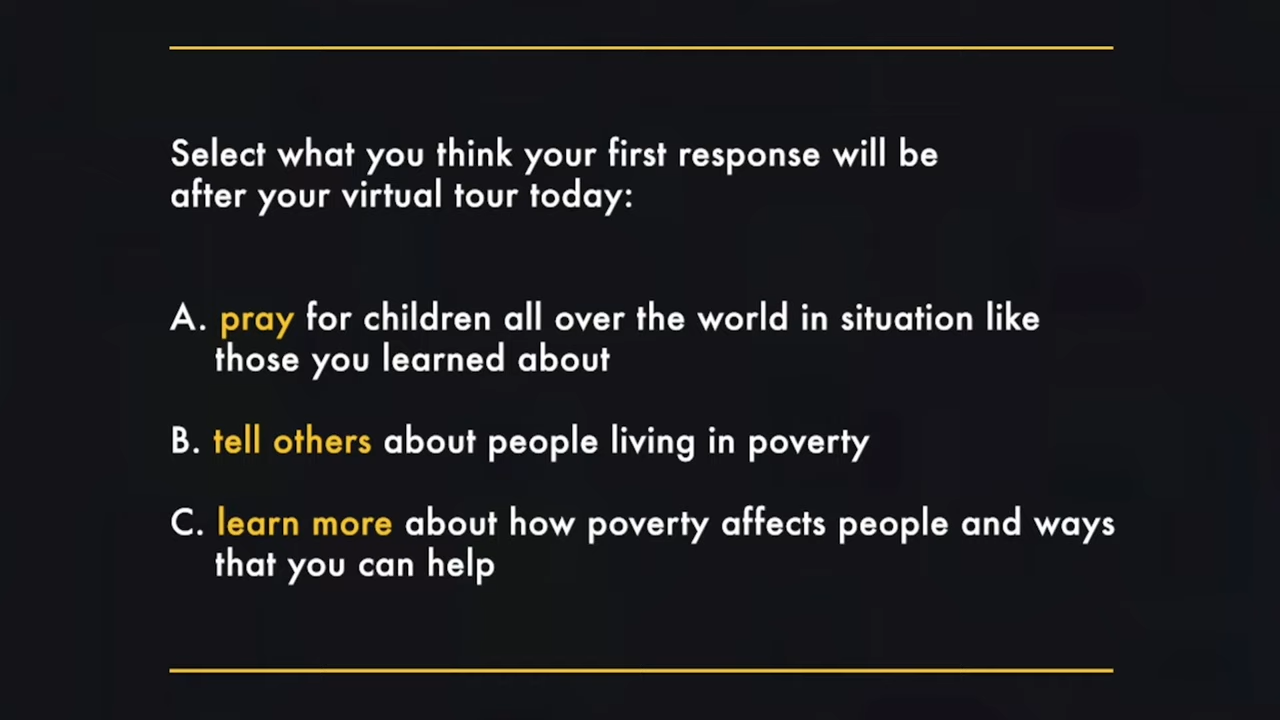 Select what you think your first response will be
after your virtual tour today:
A. pray for children all over the world in situation like
those you learned about
B. tell others about people living in poverty
C. learn more about how poverty affects people and ways
that you can help